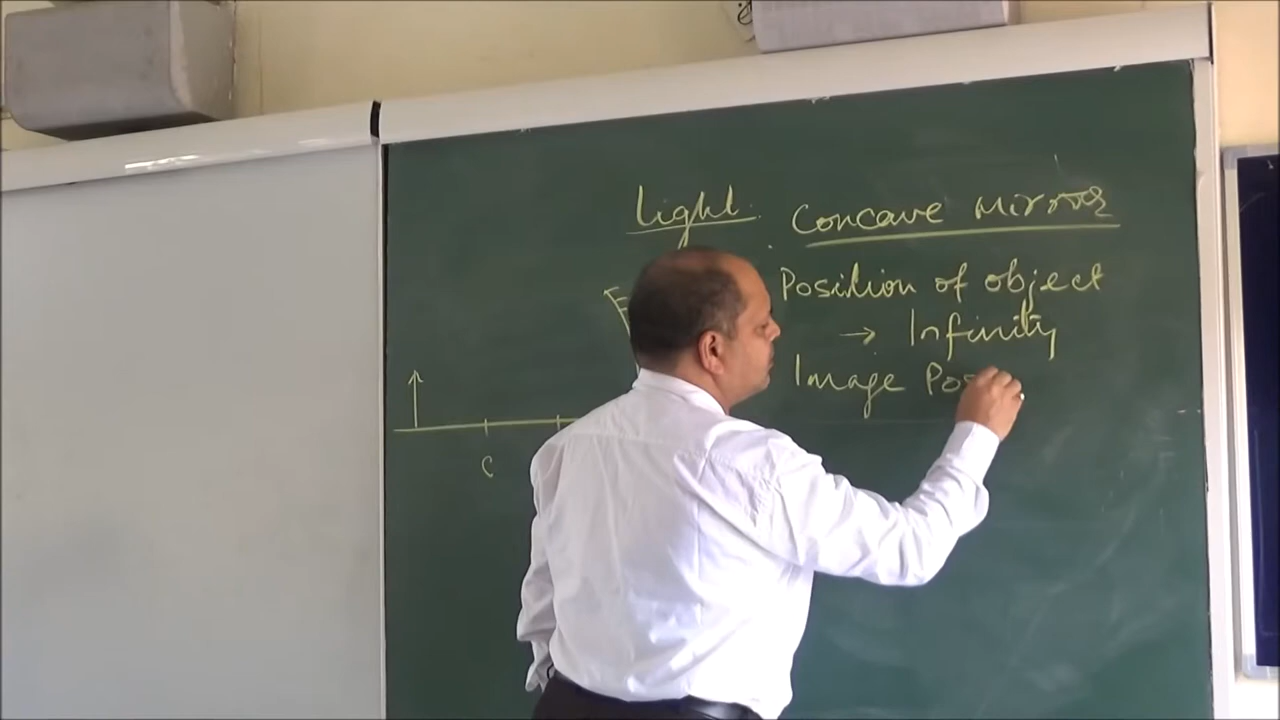 Light. Concave Mirror
Position of object
→ Infinity
Image Pos
C